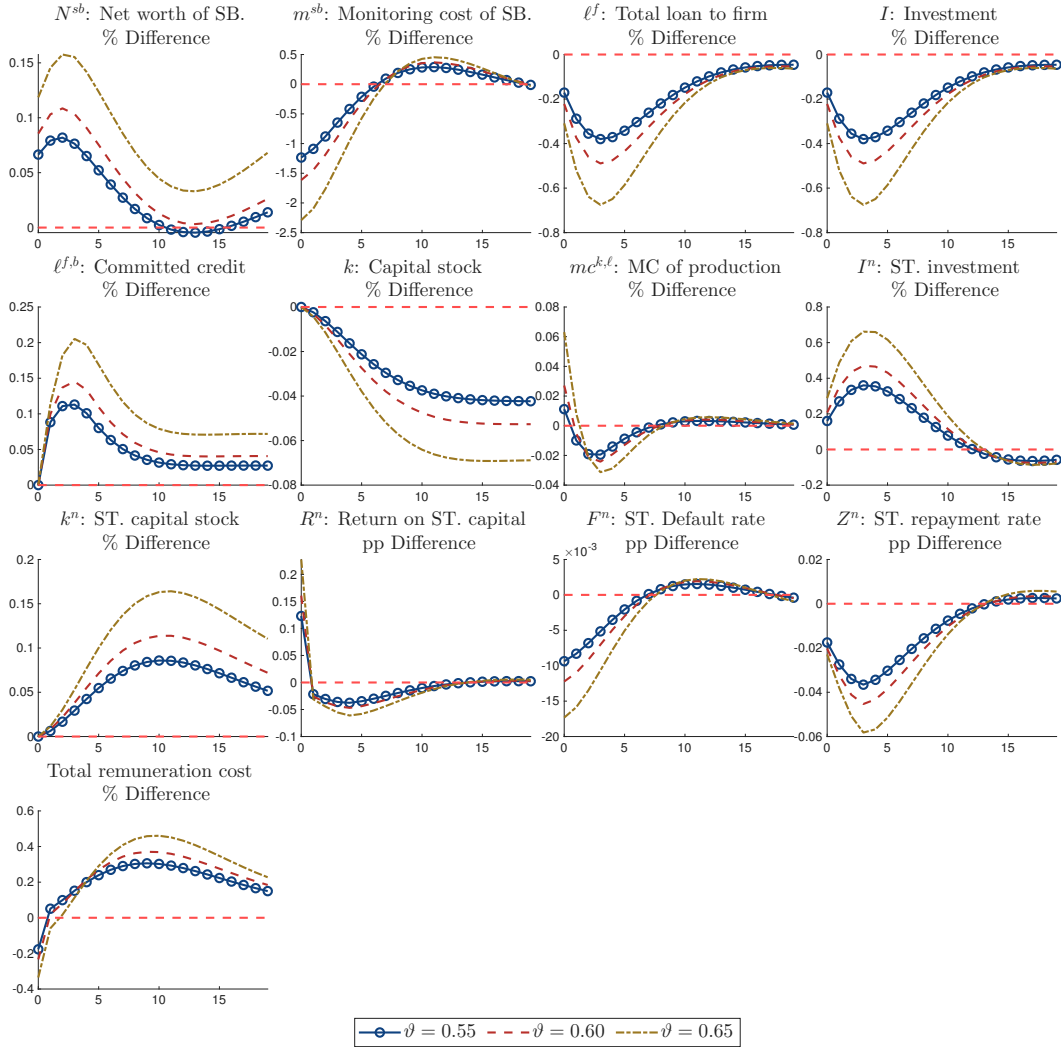 N^{sb}: Net worth of SB.
% Difference
0.15
0.1
0.05
0
0 5 10 15
m^{sb}: Monitoring cost of SB.
% Difference
0.5
0
-0.5
-1
-1.5
-2
-2.5
0 5 10 15
ℓ^f: Total loan to firm
% Difference
0
-0.2
-0.4
-0.6
-0.8
0 5 10 15
I: Investment
% Difference
0
-0.2
-0.4
-0.6
-0.8
0 5 10 15
ℓ^{f,b}: Committed credit
% Difference
0.25
0.2
0.15
0.1
0.05
0
0 5 10 15
k: Capital stock
% Difference
0
-0.02
-0.04
-0.06
-0.08
0 5 10 15
mc^{k,ℓ}: MC of production
% Difference
0.08
0.06
0.04
0.02
0
-0.02
-0.04
0 5 10 15
I^n: ST. investment
% Difference
0.8
0.6
0.4
0.2
0
-0.2
0 5 10 15
k^n: ST. capital stock
% Difference
0.2
0.15
0.1
0.05
0
0 5 10 15
R^n: Return on ST. capital
pp Difference
0.2
0.15
0.1
0.05
0
-0.05
-0.1
0 5 10 15
F^n: ST. Default rate
pp Difference
×10^{-3}
5
0
-5
-10
-15
-20
0 5 10 15
Z^n: ST. repayment rate
pp Difference
0.02
0
-0.02
-0.04
-0.06
0 5 10 15
Total remuneration cost
% Difference
0.6
0.4
0.2
0
-0.2
-0.4
0 5 10 15
ϑ = 0.55 ϑ = 0.60 ϑ = 0.65